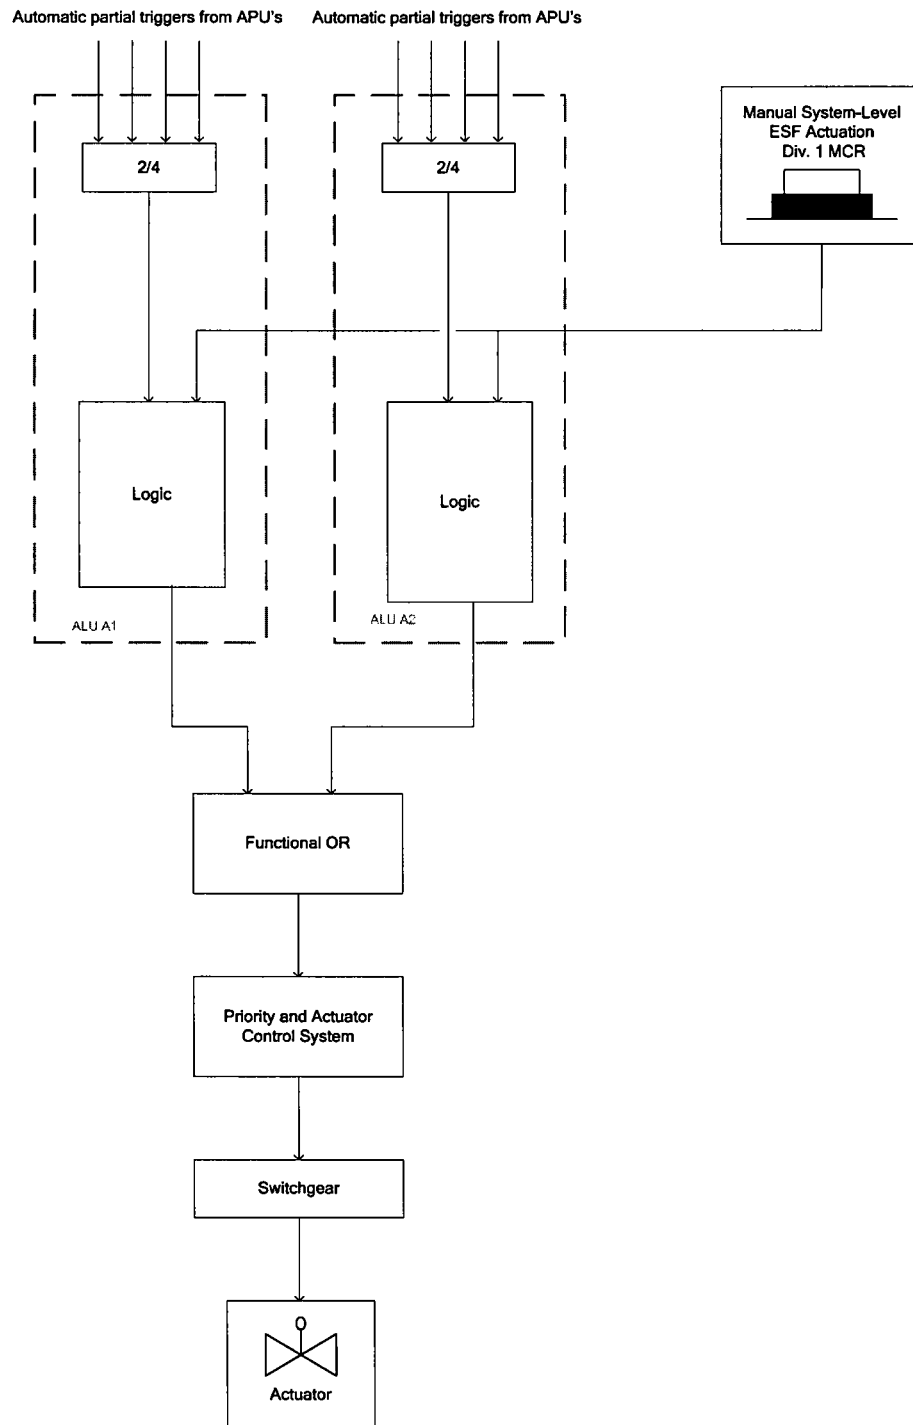 Automatic partial triggers from APU's
Automatic partial triggers from APU's
Manual System-Level
ESF Actuation
Div. 1 MCR
2/4
2/4
Logic
Logic
ALU A1
ALU A2
Functional OR
Priority and Actuator
Control System
Switchgear
Actuator